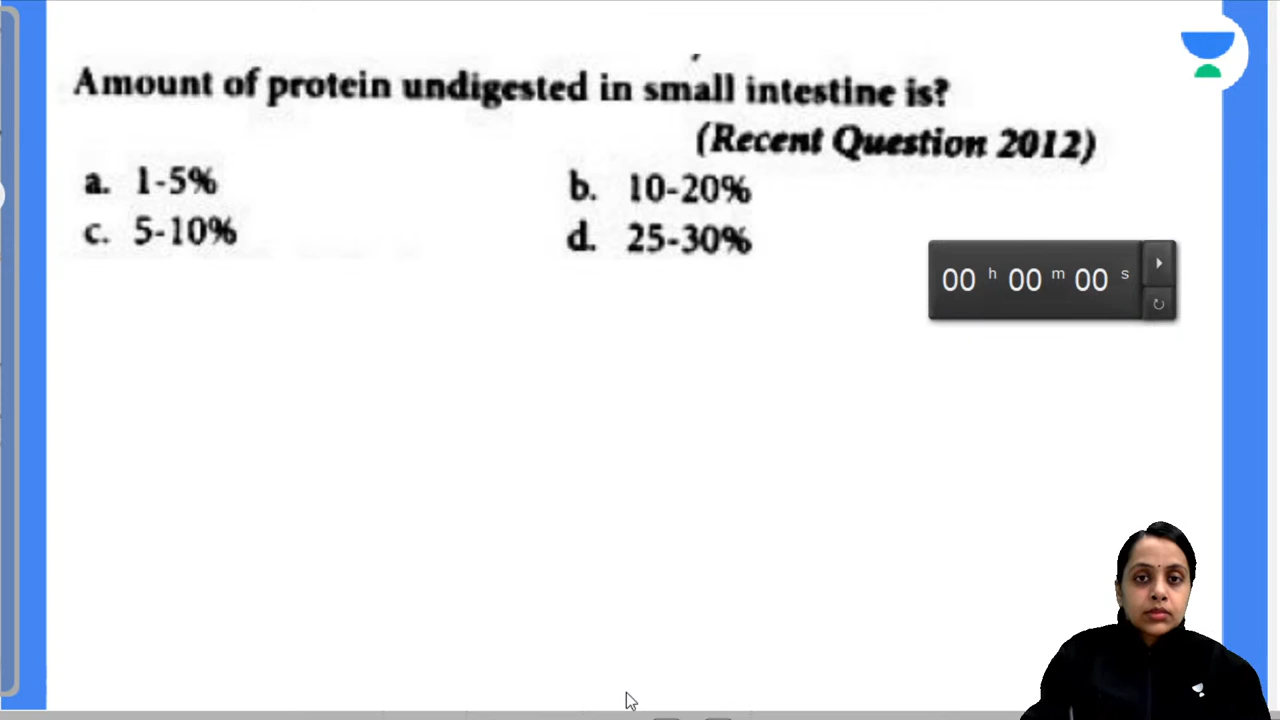 Amount of protein undigested in small intestine is?
(Recent Question 2012)
a. 1-5% b. 10-20%
c. 5-10% d. 25-30%
00 h 00 m 00 s